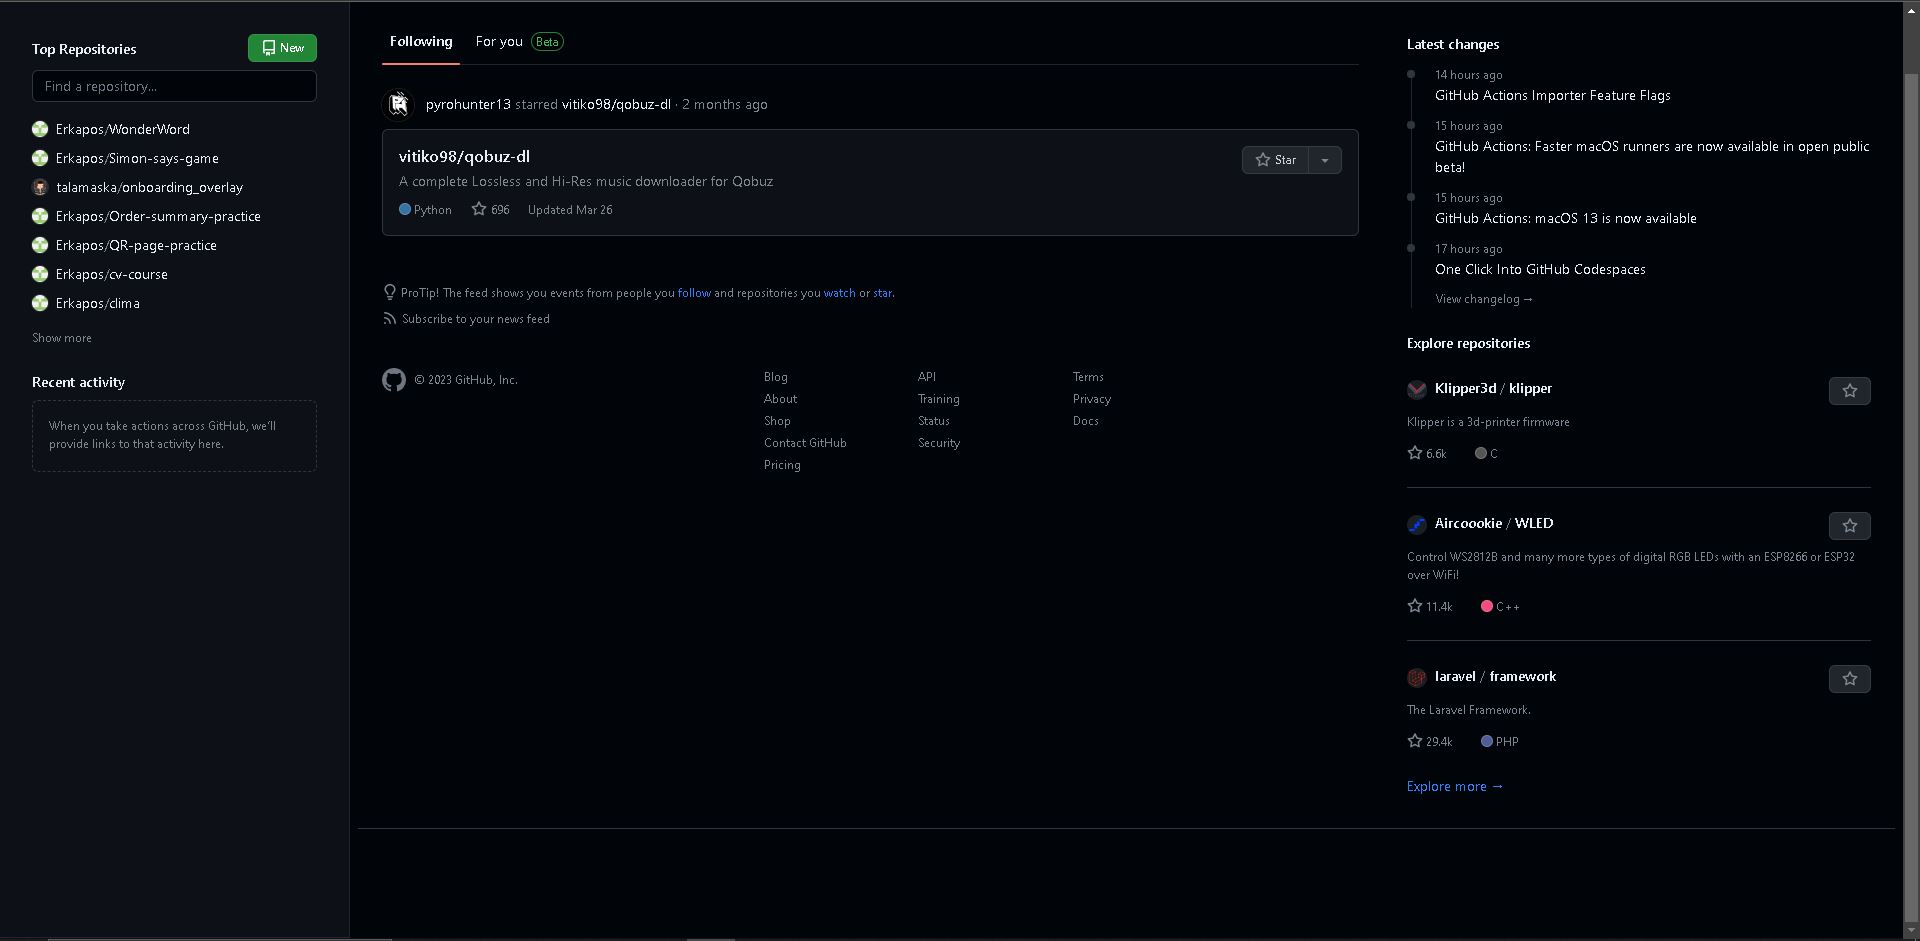 Top Repositories
New
Find a repository...
Erkapos/WonderWord
Erkapos/Simon-says-game
talamaska/onboarding_overlay
Erkapos/Order-summary-practice
Erkapos/QR-page-practice
Erkapos/cv-course
Erkapos/clima
Show more
Recent activity
When you take actions across GitHub, we'll
provide links to that activity here.
Following For you Beta
pyrohunter13 starred vitiko98/qobuz-dl · 2 months ago
vitiko98/qobuz-dl
Star
A complete Lossless and Hi-Res music downloader for Qobuz
Python 696 Updated Mar 26
ProTip! The feed shows you events from people you follow and repositories you watch or star.
Subscribe to your news feed
© 2023 GitHub, Inc.
Blog
About
Shop
Contact GitHub
Pricing
API
Training
Status
Security
Terms
Privacy
Docs
Latest changes
14 hours ago
GitHub Actions Importer Feature Flags
15 hours ago
GitHub Actions: Faster macOS runners are now available in open public
beta!
15 hours ago
GitHub Actions: macOS 13 is now available
17 hours ago
One Click Into GitHub Codespaces
View changelog →
Explore repositories
Klipper3d / klipper
Klipper is a 3d-printer firmware
6.6k C
Aircoookie / WLED
Control WS2812B and many more types of digital RGB LEDs with an ESP8266 or ESP32
over WiFi!
11.4k C++
laravel / framework
The Laravel Framework.
29.4k PHP
Explore more →